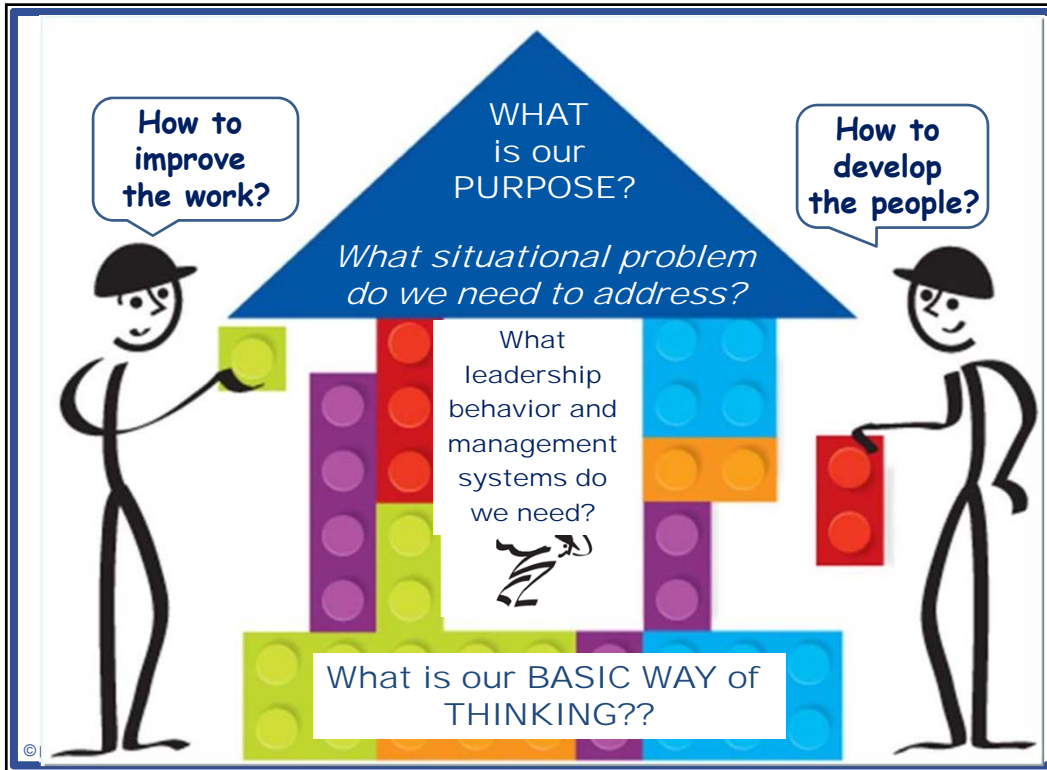 How to
improve
the work?
WHAT
is our
PURPOSE?
What situational problem
do we need to address?
How to
develop
the people?
What
leadership
behavior and
management
systems do
we need?
What is our BASIC WAY of
THINKING??
©